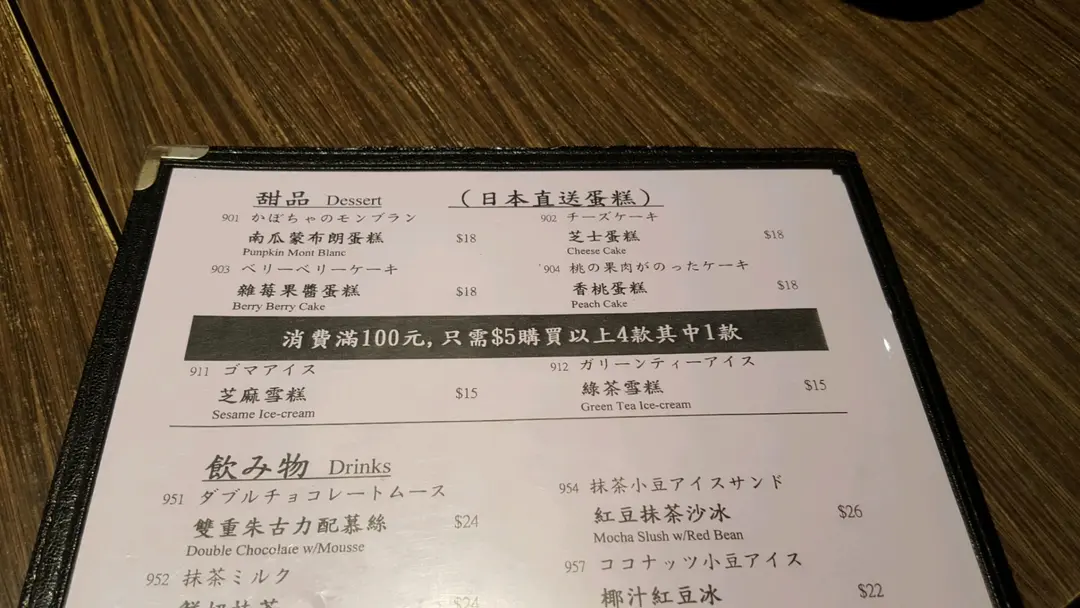 甜品 Dessert （日本直送蛋糕）
901 かぼちゃのモンブラン
南瓜蒙布朗蛋糕 $18
Punpkin Mont Blanc
902 チーズケーキ
芝士蛋糕 $18
Cheese Cake
903 ベリーベリーケーキ
雜莓果醬蛋糕 $18
Berry Berry Cake
904 桃の果肉がのったケーキ
香桃蛋糕 $18
Peach Cake
消費滿100元,只需$5購買以上4款其中1款
911 ゴマアイス
芝麻雪糕 $15
Sesame Ice-cream
912 ガリーンティーアイス
綠茶雪糕 $15
Green Tea Ice-cream
飲み物 Drinks
951 ダブルチョコレートムース
雙重朱古力配慕絲 $24
Double Chocolate w/Mousse
954 抹茶小豆アイスサンド
紅豆抹茶沙冰 $26
Mocha Slush w/Red Bean
952 抹茶ミルク
$24
957 ココナッツ小豆アイス
椰汁紅豆冰 $22